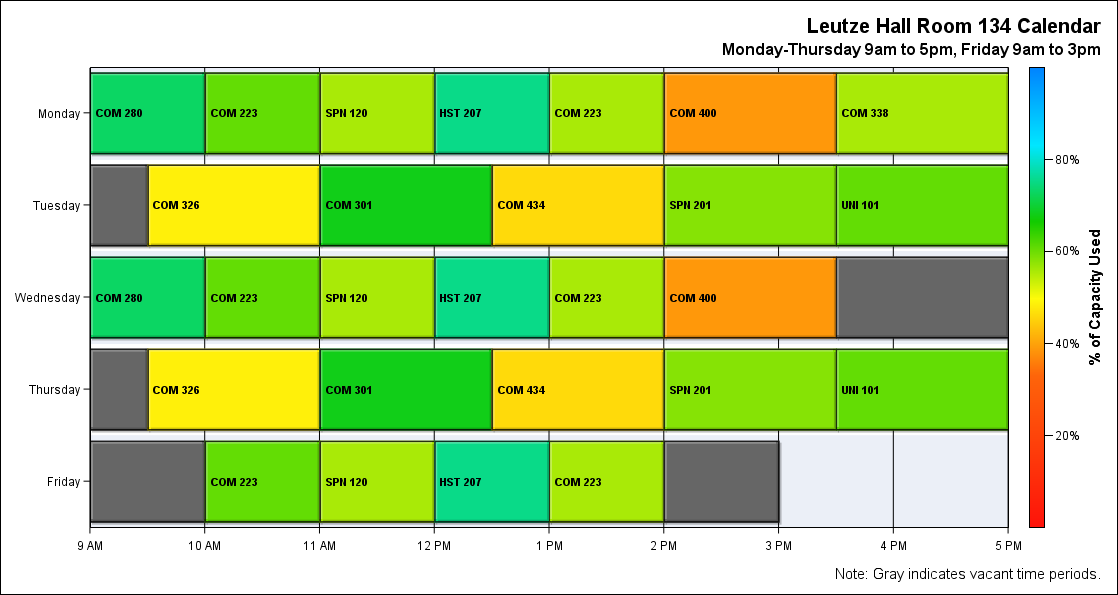 Leutze Hall Room 134 Calendar
Monday-Thursday 9am to 5pm, Friday 9am to 3pm
Monday COM 280 COM 223 SPN 120 HST 207 COM 223 COM 400 COM 338
Tuesday COM 326 COM 301 COM 434 SPN 201 UNI 101
Wednesday COM 280 COM 223 SPN 120 HST 207 COM 223 COM 400
Thursday COM 326 COM 301 COM 434 SPN 201 UNI 101
Friday COM 223 SPN 120 HST 207 COM 223
9 AM 10 AM 11 AM 12 PM 1 PM 2 PM 3 PM 4 PM 5 PM
80%
60%
40%
20%
% of Capacity Used
Note: Gray indicates vacant time periods.